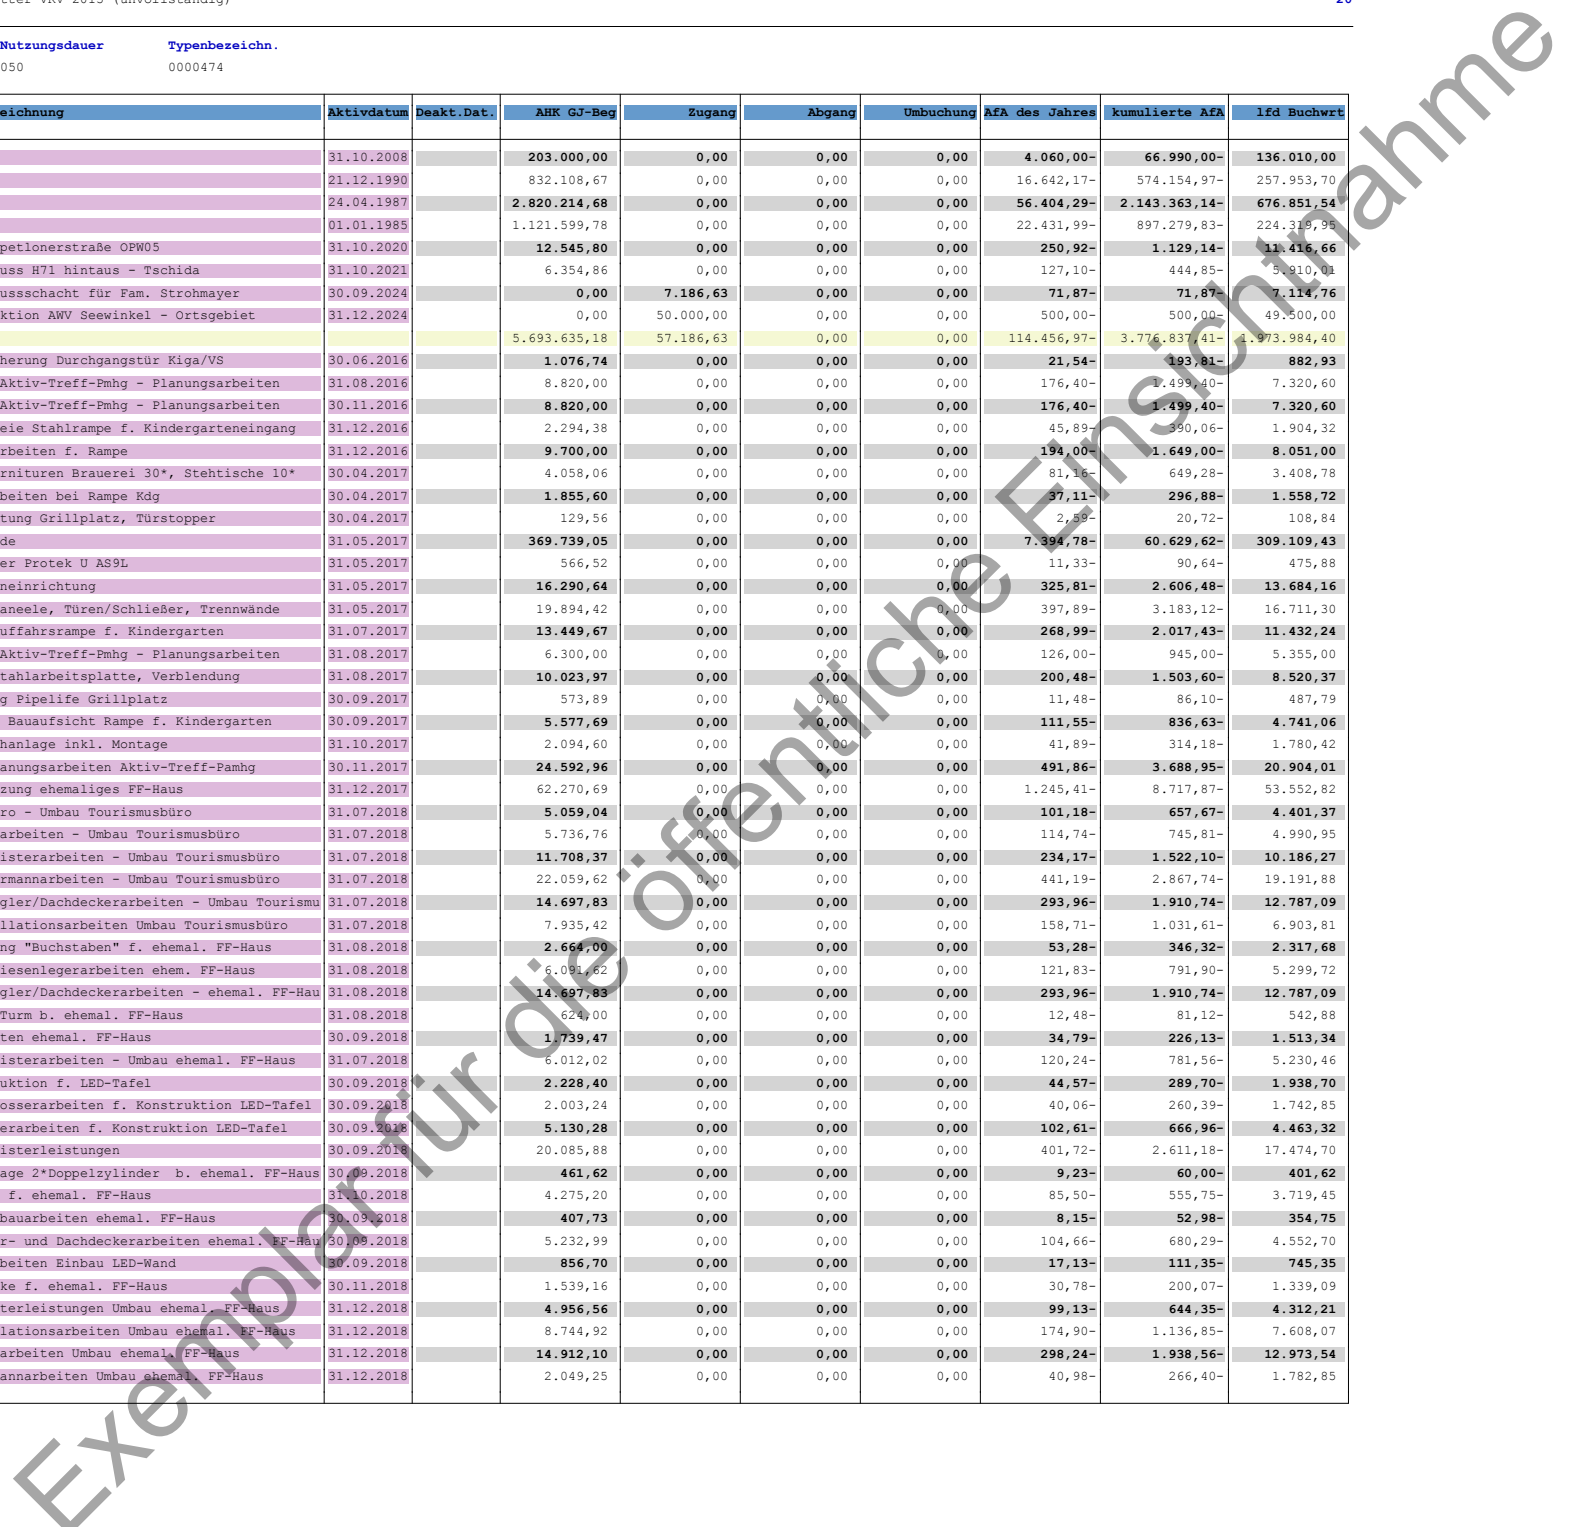 tter VRV 2015 (unvollständig) 20
Nutzungsdauer Typenbezeichn.
050 0000474
eichnung Aktivdatum Deakt.Dat. AHK GJ-Beg Zugang Abgang Umbuchung AfA des Jahres kumulierte AfA lfd Buchwrt
31.10.2008 203.000,00 0,00 0,00 0,00 4.060,00- 66.990,00- 136.010,00
21.12.1990 832.108,67 0,00 0,00 0,00 16.642,17- 574.154,97- 257.953,70
24.04.1987 2.820.214,68 0,00 0,00 0,00 56.404,29- 2.143.363,14- 676.851,54
01.01.1985 1.121.599,78 0,00 0,00 0,00 22.431,99- 897.279,83- 224.319,95
petlonerstraße OPW05 31.10.2020 12.545,80 0,00 0,00 0,00 250,92- 1.129,14- 11.416,66
uss H71 hintaus - Tschida 31.10.2021 6.354,86 0,00 0,00 0,00 127,10- 444,85- 5.910,01
ussschacht für Fam. Strohmayer 30.09.2024 0,00 7.186,63 0,00 0,00 71,87- 71,87- 7.114,76
ktion AWV Seewinkel - Ortsgebiet 31.12.2024 0,00 50.000,00 0,00 0,00 500,00- 500,00- 49.500,00
5.693.635,18 57.186,63 0,00 0,00 114.456,97- 3.776.837,41- 1.973.984,40
herung Durchgangstür Kiga/VS 30.06.2016 1.076,74 0,00 0,00 0,00 21,54- 193,81- 882,93
Aktiv-Treff-Pmhg - Planungsarbeiten 31.08.2016 8.820,00 0,00 0,00 0,00 176,40- 1.499,40- 7.320,60
Aktiv-Treff-Pmhg - Planungsarbeiten 30.11.2016 8.820,00 0,00 0,00 0,00 176,40- 1.499,40- 7.320,60
eie Stahlrampe f. Kindergarteneingang 31.12.2016 2.294,38 0,00 0,00 0,00 45,89- 390,06- 1.904,32
rbeiten f. Rampe 31.12.2016 9.700,00 0,00 0,00 0,00 194,00- 1.649,00- 8.051,00
rnituren Brauerei 30*, Stehtische 10* 30.04.2017 4.058,06 0,00 0,00 0,00 81,16- 649,28- 3.408,78
beiten bei Rampe Kdg 30.04.2017 1.855,60 0,00 0,00 0,00 37,11- 296,88- 1.558,72
tung Grillplatz, Türstopper 30.04.2017 129,56 0,00 0,00 0,00 2,59- 20,72- 108,84
de 31.05.2017 369.739,05 0,00 0,00 0,00 7.394,78- 60.629,62- 309.109,43
er Protek U AS9L 31.05.2017 566,52 0,00 0,00 0,00 11,33- 90,64- 475,88
neinrichtung 31.05.2017 16.290,64 0,00 0,00 0,00 325,81- 2.606,48- 13.684,16
aneele, Türen/Schließer, Trennwände 31.05.2017 19.894,42 0,00 0,00 0,00 397,89- 3.183,12- 16.711,30
uffahrsrampe f. Kindergarten 31.07.2017 13.449,67 0,00 0,00 0,00 268,99- 2.017,43- 11.432,24
Aktiv-Treff-Pmhg - Planungsarbeiten 31.08.2017 6.300,00 0,00 0,00 0,00 126,00- 945,00- 5.355,00
tahlarbeitsplatte, Verblendung 31.08.2017 10.023,97 0,00 0,00 0,00 200,48- 1.503,60- 8.520,37
g Pipelife Grillplatz 30.09.2017 573,89 0,00 0,00 0,00 11,48- 86,10- 487,79
Bauaufsicht Rampe f. Kindergarten 30.09.2017 5.577,69 0,00 0,00 0,00 111,55- 836,63- 4.741,06
hanlage inkl. Montage 31.10.2017 2.094,60 0,00 0,00 0,00 41,89- 314,18- 1.780,42
anungsarbeiten Aktiv-Treff-Pamhg 30.11.2017 24.592,96 0,00 0,00 0,00 491,86- 3.688,95- 20.904,01
zung ehemaliges FF-Haus 31.12.2017 62.270,69 0,00 0,00 0,00 1.245,41- 8.717,87- 53.552,82
ro - Umbau Tourismusbüro 31.07.2018 5.059,04 0,00 0,00 0,00 101,18- 657,67- 4.401,37
arbeiten - Umbau Tourismusbüro 31.07.2018 5.736,76 0,00 0,00 0,00 114,74- 745,81- 4.990,95
isterarbeiten - Umbau Tourismusbüro 31.07.2018 11.708,37 0,00 0,00 0,00 234,17- 1.522,10- 10.186,27
rmannarbeiten - Umbau Tourismusbüro 31.07.2018 22.059,62 0,00 0,00 0,00 441,19- 2.867,74- 19.191,88
gler/Dachdeckerarbeiten - Umbau Tourismu 31.07.2018 14.697,83 0,00 0,00 0,00 293,96- 1.910,74- 12.787,09
llationsarbeiten Umbau Tourismusbüro 31.07.2018 7.935,42 0,00 0,00 0,00 158,71- 1.031,61- 6.903,81
ng "Buchstaben" f. ehemal. FF-Haus 31.08.2018 2.664,00 0,00 0,00 0,00 53,28- 346,32- 2.317,68
iesenlegerarbeiten ehem. FF-Haus 31.08.2018 6.091,62 0,00 0,00 0,00 121,83- 791,90- 5.299,72
gler/Dachdeckerarbeiten - ehemal. FF-Hau 31.08.2018 14.697,83 0,00 0,00 0,00 293,96- 1.910,74- 12.787,09
Turm b. ehemal. FF-Haus 31.08.2018 624,00 0,00 0,00 0,00 12,48- 81,12- 542,88
ten ehemal. FF-Haus 30.09.2018 1.739,47 0,00 0,00 0,00 34,79- 226,13- 1.513,34
isterarbeiten - Umbau ehemal. FF-Haus 31.07.2018 6.012,02 0,00 0,00 0,00 120,24- 781,56- 5.230,46
uktion f. LED-Tafel 30.09.2018 2.228,40 0,00 0,00 0,00 44,57- 289,70- 1.938,70
osserarbeiten f. Konstruktion LED-Tafel 30.09.2018 2.003,24 0,00 0,00 0,00 40,06- 260,39- 1.742,85
erarbeiten f. Konstruktion LED-Tafel 30.09.2018 5.130,28 0,00 0,00 0,00 102,61- 666,96- 4.463,32
isterleistungen 30.09.2018 20.085,88 0,00 0,00 0,00 401,72- 2.611,18- 17.474,70
age 2*Doppelzylinder b. ehemal. FF-Haus 30.09.2018 461,62 0,00 0,00 0,00 9,23- 60,00- 401,62
f. ehemal. FF-Haus 31.10.2018 4.275,20 0,00 0,00 0,00 85,50- 555,75- 3.719,45
bauarbeiten ehemal. FF-Haus 30.09.2018 407,73 0,00 0,00 0,00 8,15- 52,98- 354,75
r- und Dachdeckerarbeiten ehemal. FF-Hau 30.09.2018 5.232,99 0,00 0,00 0,00 104,66- 680,29- 4.552,70
beiten Einbau LED-Wand 30.09.2018 856,70 0,00 0,00 0,00 17,13- 111,35- 745,35
ke f. ehemal. FF-Haus 30.11.2018 1.539,16 0,00 0,00 0,00 30,78- 200,07- 1.339,09
terleistungen Umbau ehemal. FF-Haus 31.12.2018 4.956,56 0,00 0,00 0,00 99,13- 644,35- 4.312,21
lationsarbeiten Umbau ehemal. FF-Haus 31.12.2018 8.744,92 0,00 0,00 0,00 174,90- 1.136,85- 7.608,07
arbeiten Umbau ehemal. FF-Haus 31.12.2018 14.912,10 0,00 0,00 0,00 298,24- 1.938,56- 12.973,54
annarbeiten Umbau ehemal. FF-Haus 31.12.2018 2.049,25 0,00 0,00 0,00 40,98- 266,40- 1.782,85
Exemplar für die öffentliche Einsichtnahme